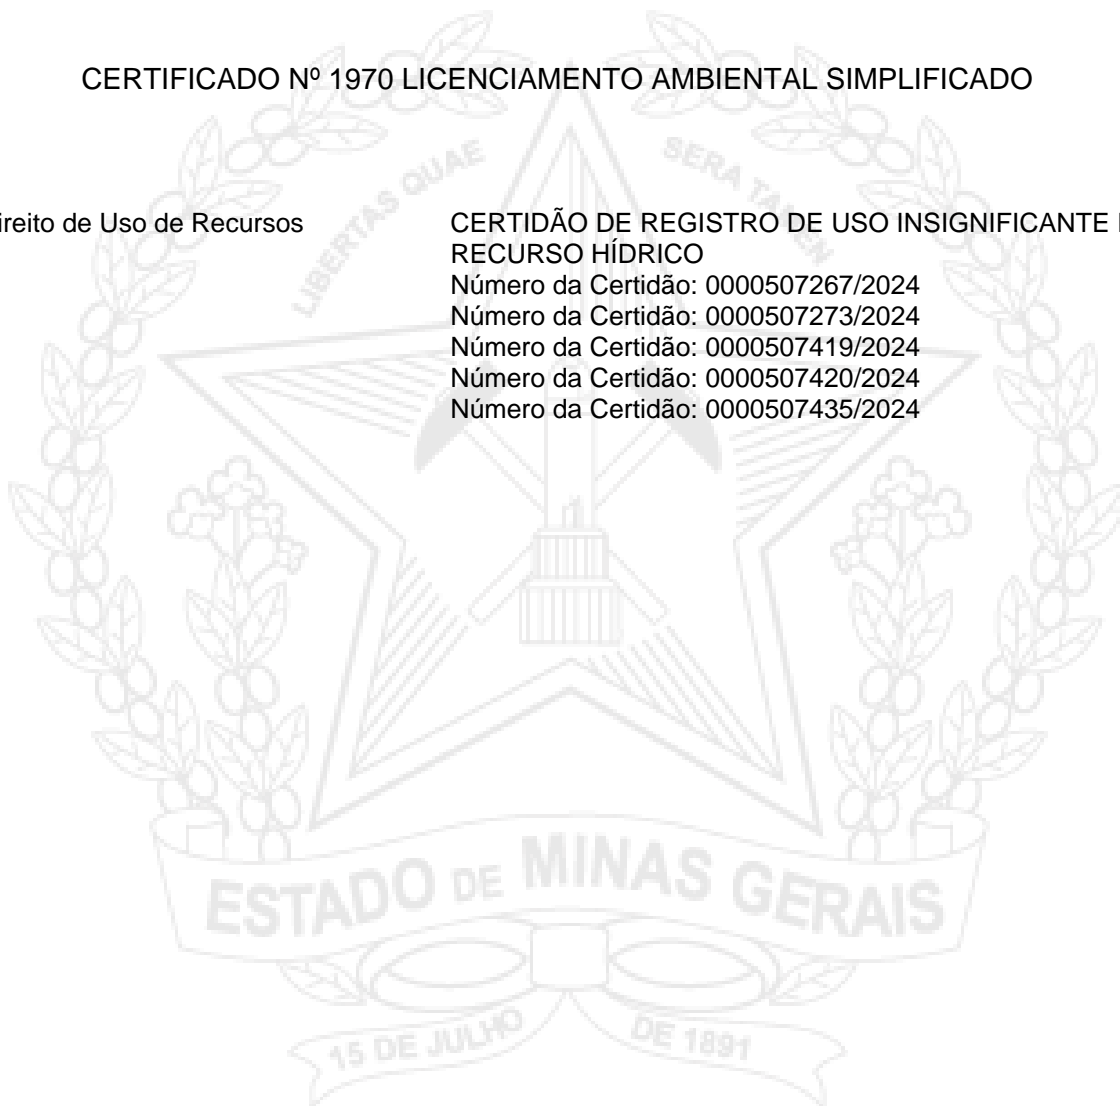 CERTIFICADO Nº 1970 LICENCIAMENTO AMBIENTAL SIMPLIFICADO
LIBERTAS QUAE SERA TAMEN
ireito de Uso de Recursos
CERTIDÃO DE REGISTRO DE USO INSIGNIFICANTE
RECURSO HÍDRICO
Número da Certidão: 0000507267/2024
Número da Certidão: 0000507273/2024
Número da Certidão: 0000507419/2024
Número da Certidão: 0000507420/2024
Número da Certidão: 0000507435/2024
ESTADO DE MINAS GERAIS
15 DE JULHO DE 1891